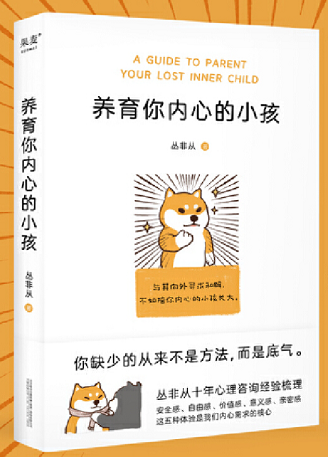 果麦
养育你内心的小孩
丛非从
著
A GUIDE TO PARENT
YOUR LOST INNER CHILD
养育你内心的小孩
丛非从 著
与其向外寻求和解,
不如陪你内心的小孩长大。
你缺少的从来不是方法,而是底气。
丛非从十年心理咨询经验梳理
安全感、自由感、价值感、意义感、亲密感
这五种体验是我们内心需求的核心